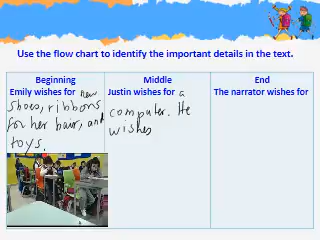 Use the flow chart to identify the important details in the text.
Beginning
Emily wishes for new
shoes, ribbons
for her hair, and
toys.
Middle
Justin wishes for a
computer. He
wishes
End
The narrator wishes for